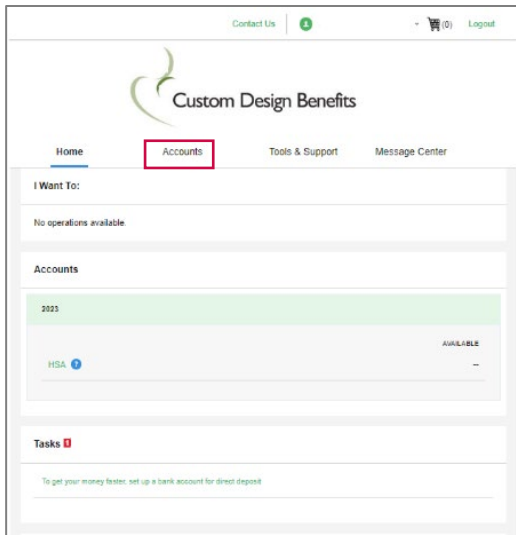 Contact Us (0) Logout
Custom Design Benefits
Home Accounts Tools & Support Message Center
I Want To:
No operations available.
Accounts
2023
AVAILABLE
HSA ? –
Tasks 1
To get your money faster, set up a bank account for direct deposit